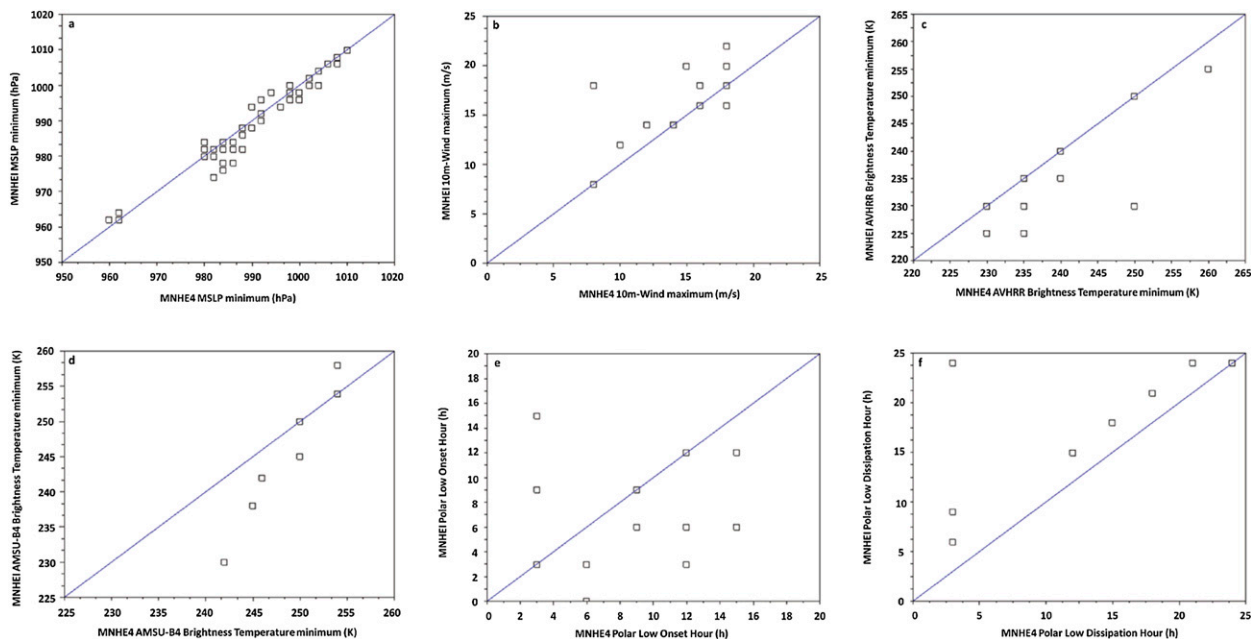 a
1020
1010
1000
990
980
970
960
950
MNHEI MSLP minimum (hPa)
950 960 970 980 990 1000 1010 1020
MNHE4 MSLP minimum (hPa)
b
25
20
15
10
5
0
MNHEI 10m-Wind maximum (m/s)
0 5 10 15 20 25
MNHE4 10m-Wind maximum (m/s)
c
265
260
255
250
245
240
235
230
225
220
MNHEI AVHRR Brightness Temperature minimum (K)
220 225 230 235 240 245 250 255 260 265
MNHE4 AVHRR Brightness Temperature minimum (K)
d
260
255
250
245
240
235
230
225
MNHEI AMSU-B4 Brightness Temperature minimum (K)
225 230 235 240 245 250 255 260
MNHE4 AMSU-B4 Brightness Temperature minimum (K)
e
20
18
16
14
12
10
8
6
4
2
0
MNHEI Polar Low Onset Hour (h)
0 2 4 6 8 10 12 14 16 18 20
MNHE4 Polar Low Onset Hour (h)
f
25
20
15
10
5
0
MNHEI Polar Low Dissipation Hour (h)
0 5 10 15 20 25
MNHE4 Polar Low Dissipation Hour (h)